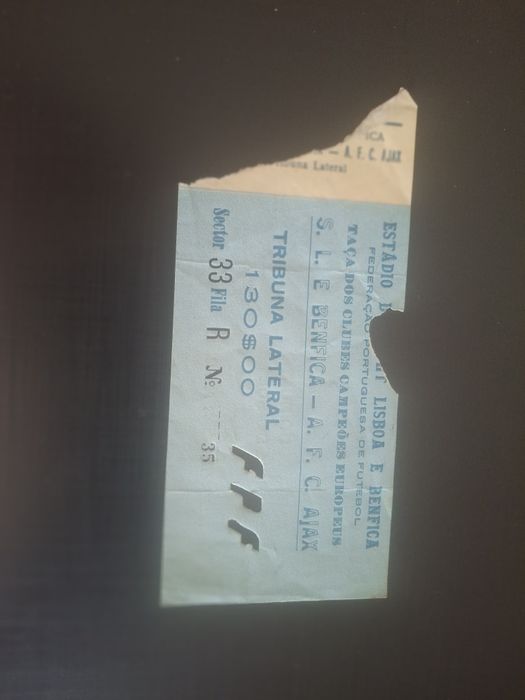 ICA
— A. F. C. AJAX
Lateral
ESTÁDIO LISBOA E BENFICA
FEDERAÇÃO PORTUGUESA DE FUTEBOL
TAÇA DOS CLUBES CAMPEÕES EUROPEUS
S. L. E BENFICA — A. F. C. AJAX
TRIBUNA LATERAL
130$00
Sector 33 Fila R Nº --- 35
FPF